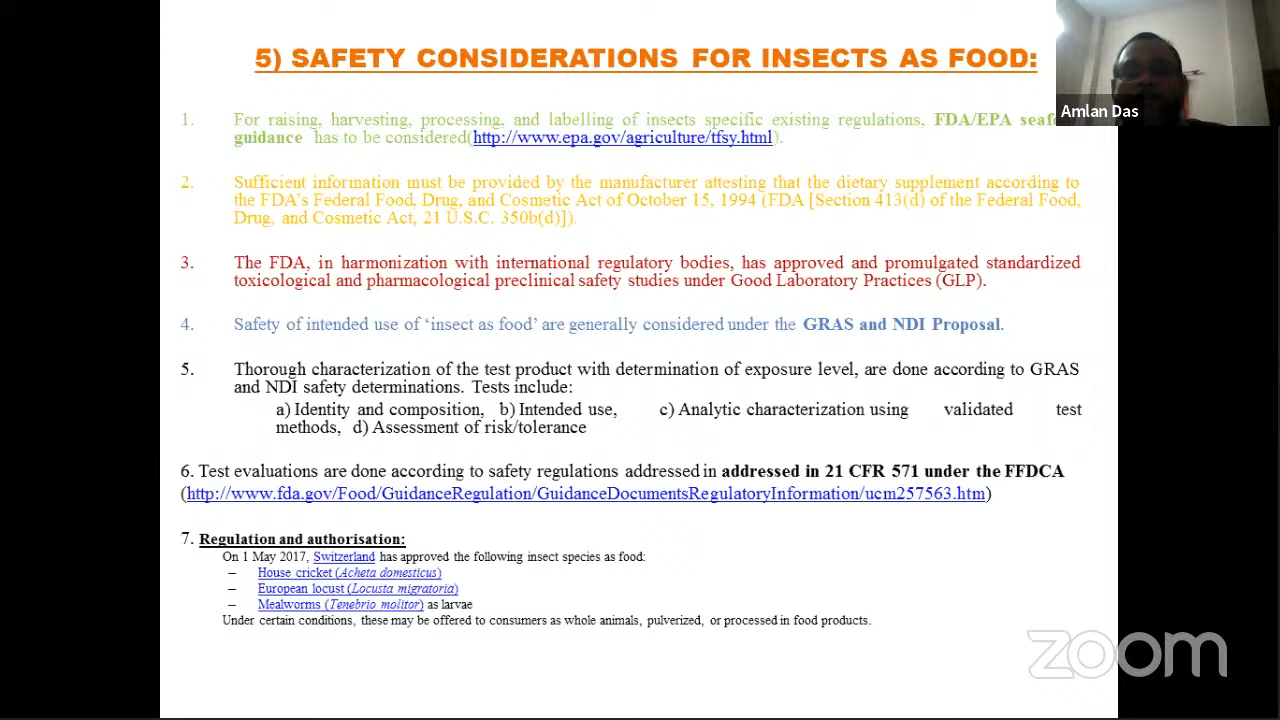 5) SAFETY CONSIDERATIONS FOR INSECTS AS FOOD:
Amlan Das
1. For raising, harvesting, processing, and labelling of insects specific existing regulations, FDA/EPA
guidance has to be considered(http://www.epa.gov/agriculture/tfsy.html).
2. Sufficient information must be provided by the manufacturer attesting that the dietary supplement according to
the FDA's Federal Food, Drug, and Cosmetic Act of October 15, 1994 (FDA [Section 413(d) of the Federal Food,
Drug, and Cosmetic Act, 21 U.S.C. 350b(d)]).
3. The FDA, in harmonization with international regulatory bodies, has approved and promulgated standardized
toxicological and pharmacological preclinical safety studies under Good Laboratory Practices (GLP).
4. Safety of intended use of 'insect as food' are generally considered under the GRAS and NDI Proposal.
5. Thorough characterization of the test product with determination of exposure level, are done according to GRAS
and NDI safety determinations. Tests include:
a) Identity and composition, b) Intended use, c) Analytic characterization using validated test
methods, d) Assessment of risk/tolerance
6. Test evaluations are done according to safety regulations addressed in addressed in 21 CFR 571 under the FFDCA
(http://www.fda.gov/Food/GuidanceRegulation/GuidanceDocumentsRegulatoryInformation/ucm257563.htm)
7. Regulation and authorisation:
On 1 May 2017, Switzerland has approved the following insect species as food:
– House cricket (Acheta domesticus)
– European locust (Locusta migratoria)
– Mealworms (Tenebrio molitor) as larvae
Under certain conditions, these may be offered to consumers as whole animals, pulverized, or processed in food products.
zoom